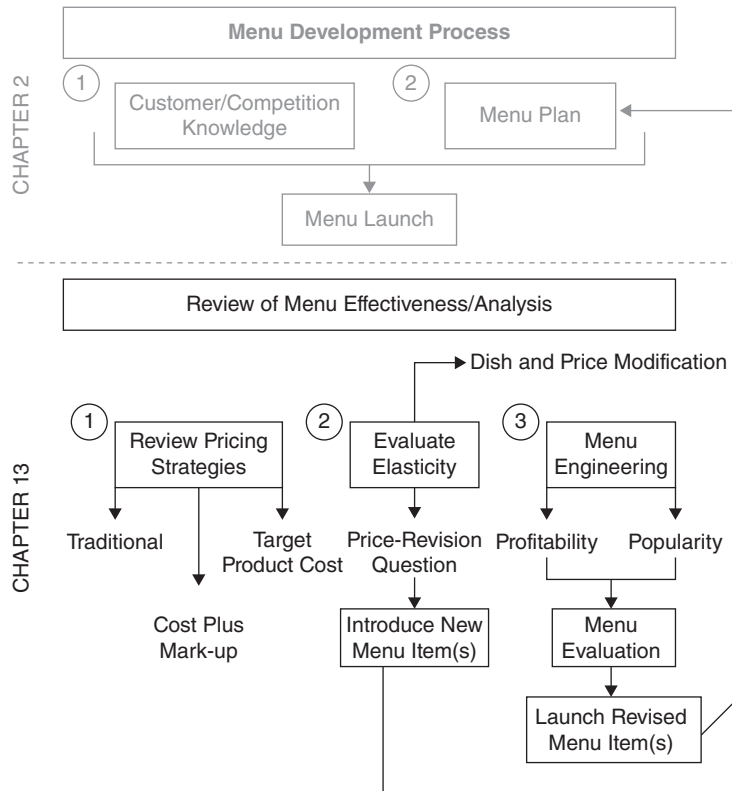 Menu Development Process
CHAPTER 2
1
Customer/Competition
Knowledge
2
Menu Plan
Menu Launch
Review of Menu Effectiveness/Analysis
CHAPTER 13
Dish and Price Modification
1
Review Pricing
Strategies
2
Evaluate
Elasticity
3
Menu
Engineering
Traditional
Target
Product Cost
Cost Plus
Mark-up
Price-Revision
Question
Profitability
Popularity
Introduce New
Menu Item(s)
Menu
Evaluation
Launch Revised
Menu Item(s)